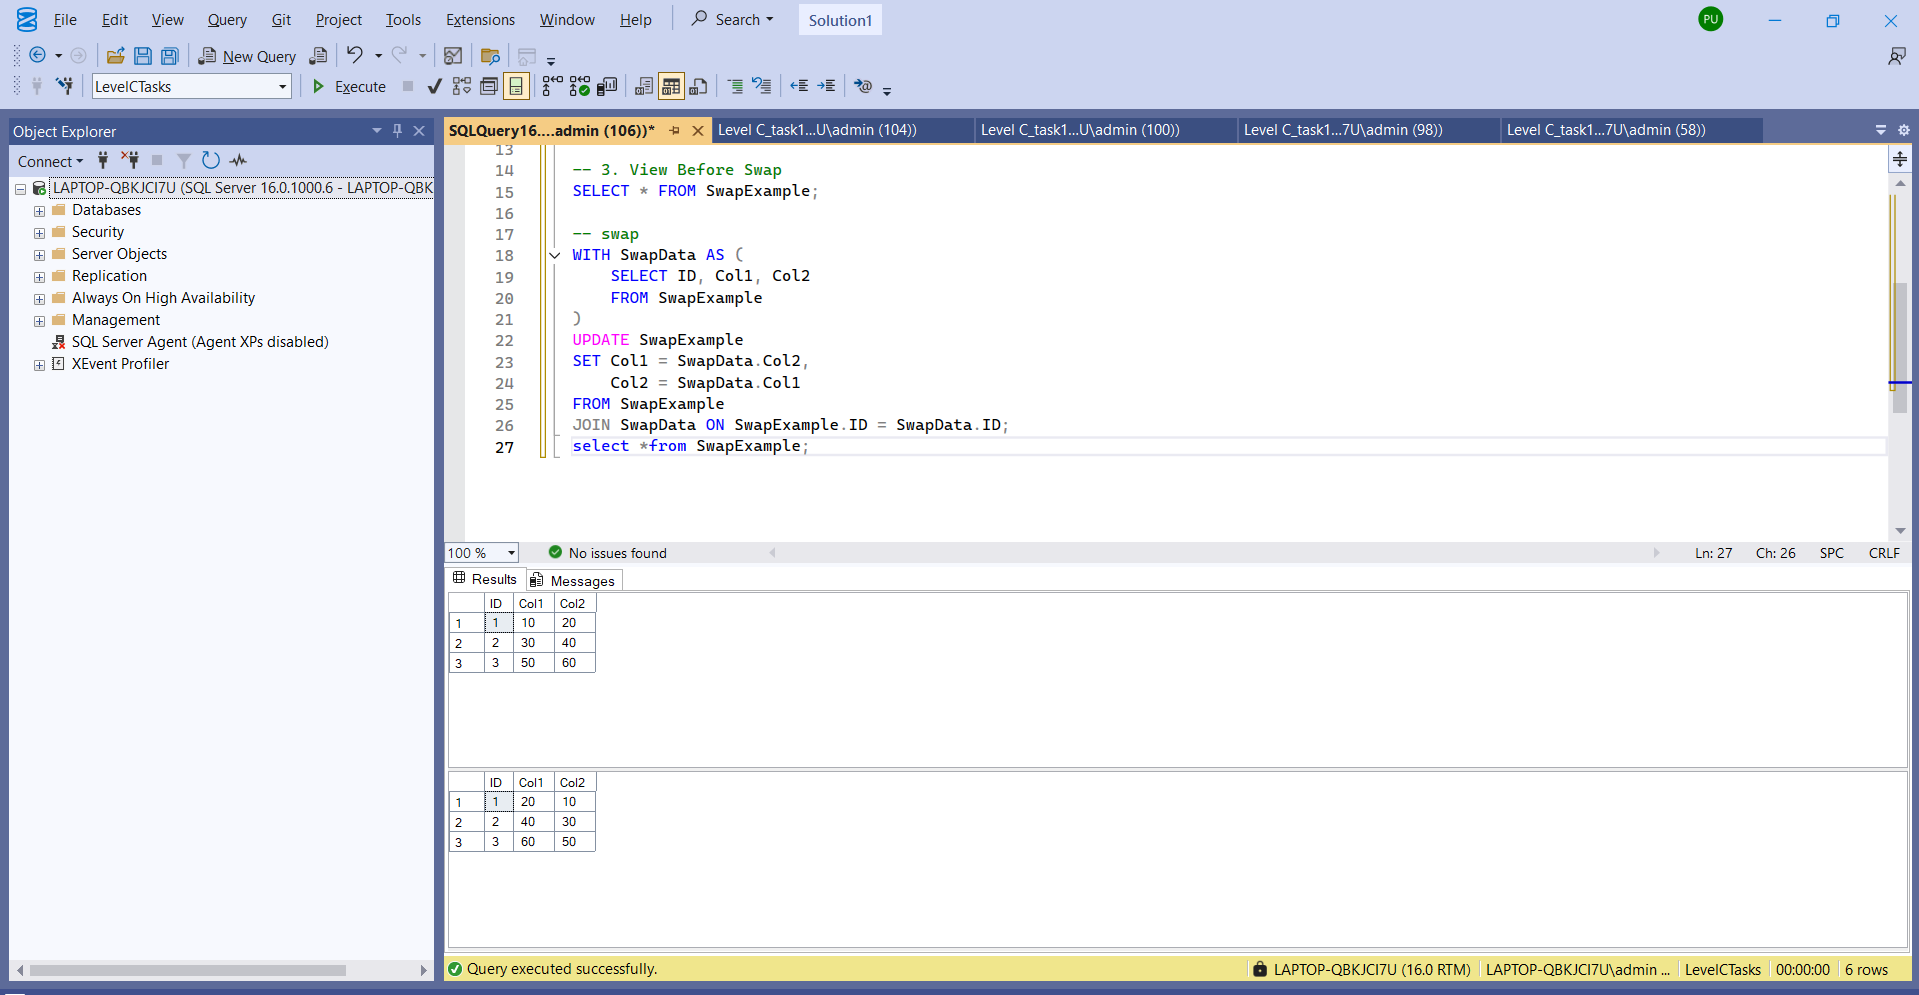 File Edit View Query Git Project Tools Extensions Window Help Search Solution1 PU
New Query
LevelCTasks Execute
Object Explorer
Connect
LAPTOP-QBKJCI7U (SQL Server 16.0.1000.6 - LAPTOP-QBK
Databases
Security
Server Objects
Replication
Always On High Availability
Management
SQL Server Agent (Agent XPs disabled)
XEvent Profiler
SQLQuery16....admin (106))* Level C_task1...U\admin (104)) Level C_task1...U\admin (100)) Level C_task1...7U\admin (98)) Level C_task1...7U\admin (58))
13
14 -- 3. View Before Swap
15 SELECT * FROM SwapExample;
16
17 -- swap
18 WITH SwapData AS (
19 SELECT ID, Col1, Col2
20 FROM SwapExample
21 )
22 UPDATE SwapExample
23 SET Col1 = SwapData.Col2,
24 Col2 = SwapData.Col1
25 FROM SwapExample
26 JOIN SwapData ON SwapExample.ID = SwapData.ID;
27 select *from SwapExample;
100 % No issues found Ln: 27 Ch: 26 SPC CRLF
Results Messages
ID Col1 Col2
1 1 10 20
2 2 30 40
3 3 50 60
ID Col1 Col2
1 1 20 10
2 2 40 30
3 3 60 50
Query executed successfully. LAPTOP-QBKJCI7U (16.0 RTM) LAPTOP-QBKJCI7U\admin ... LevelCTasks 00:00:00 6 rows